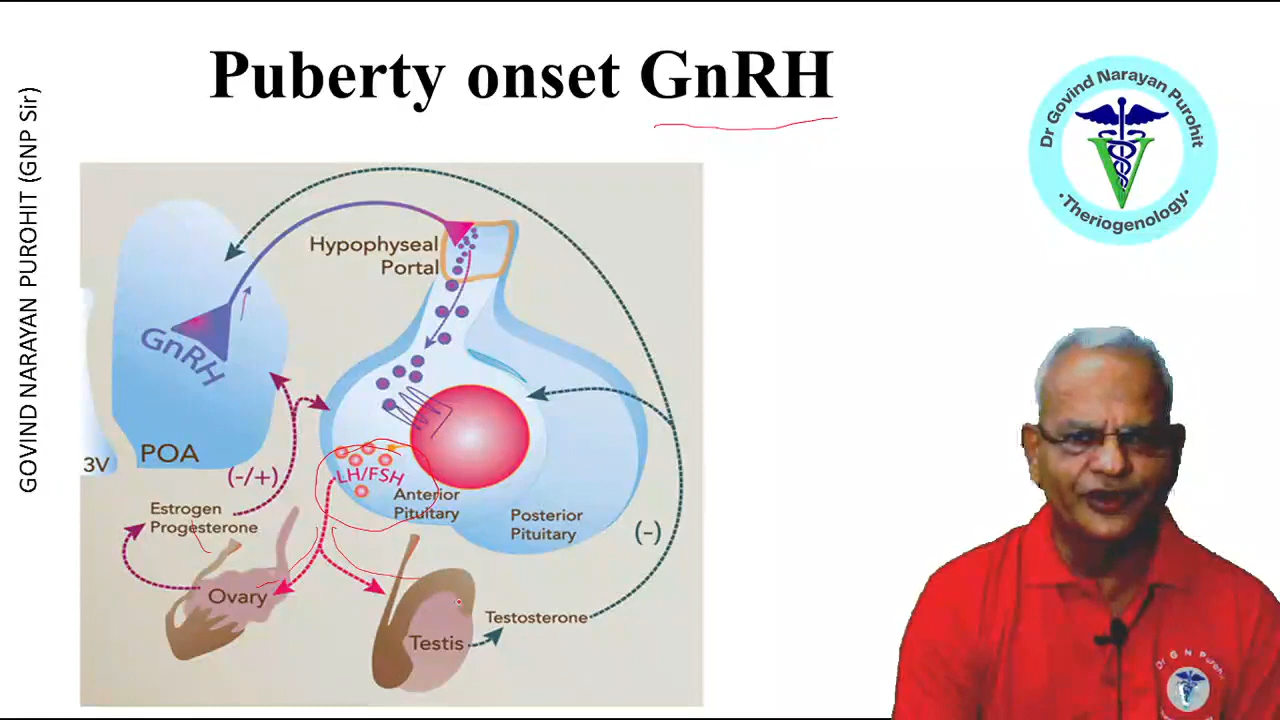 Puberty onset GnRH
GOVIND NARAYAN PUROHIT (GNP Sir)
Dr Govind Narayan Purohit
•Theriogenology•
Hypophyseal
Portal
GnRH
POA
3V
(-/+)
LH/FSH
Anterior
Pituitary
Posterior
Pituitary
(-)
Estrogen
Progesterone
Ovary
Testis
Testosterone
Dr G N Purohit